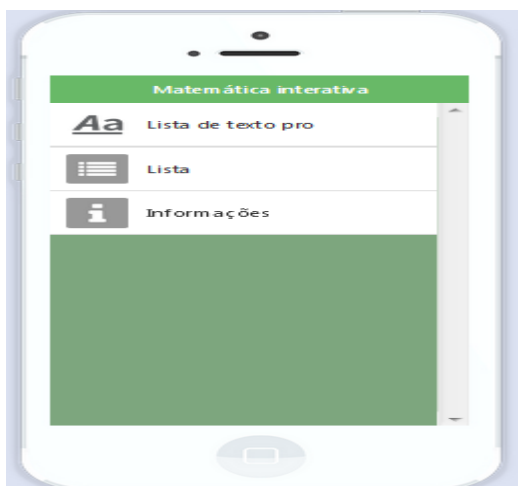 Matemática interativa
Aa Lista de texto pro
Lista
i Informações